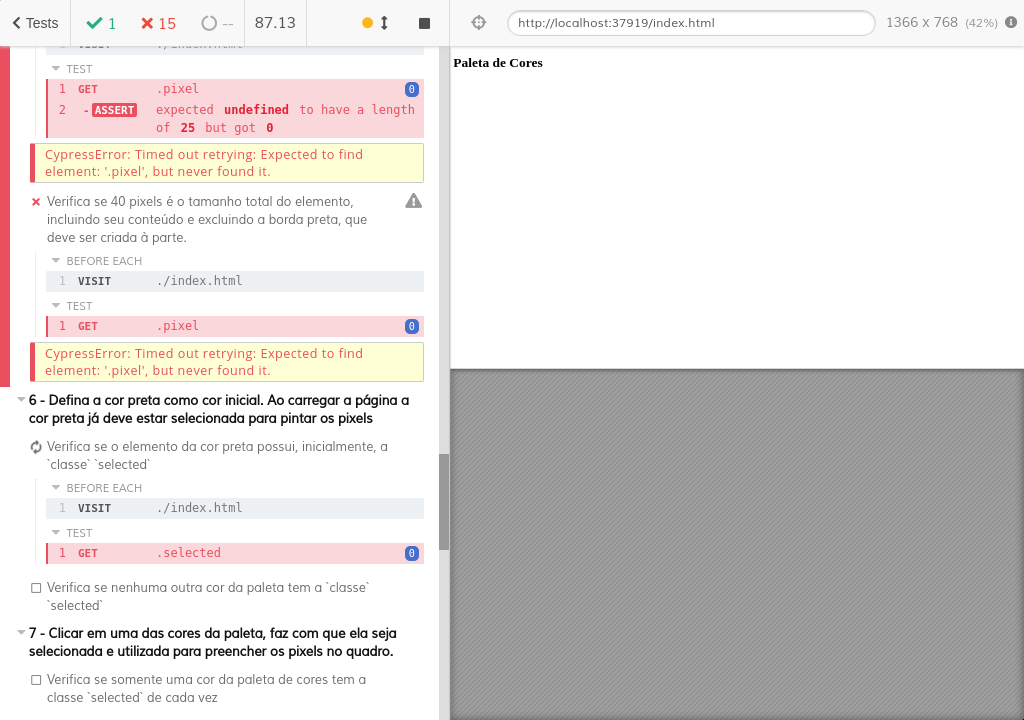 Tests 1 15 -- 87.13 http://localhost:37919/index.html 1366 x 768 (42%)
1 VISIT ./index.html
TEST
1 GET .pixel 0
2 -ASSERT expected undefined to have a length
of 25 but got 0
CypressError: Timed out retrying: Expected to find
element: '.pixel', but never found it.
Verifica se 40 pixels é o tamanho total do elemento,
incluindo seu conteúdo e excluindo a borda preta, que
deve ser criada à parte.
BEFORE EACH
1 VISIT ./index.html
TEST
1 GET .pixel 0
CypressError: Timed out retrying: Expected to find
element: '.pixel', but never found it.
6 - Defina a cor preta como cor inicial. Ao carregar a página a
cor preta já deve estar selecionada para pintar os pixels
Verifica se o elemento da cor preta possui, inicialmente, a
`classe` `selected`
BEFORE EACH
1 VISIT ./index.html
TEST
1 GET .selected 0
Verifica se nenhuma outra cor da paleta tem a `classe`
`selected`
7 - Clicar em uma das cores da paleta, faz com que ela seja
selecionada e utilizada para preencher os pixels no quadro.
Verifica se somente uma cor da paleta de cores tem a
classe `selected` de cada vez
Paleta de Cores